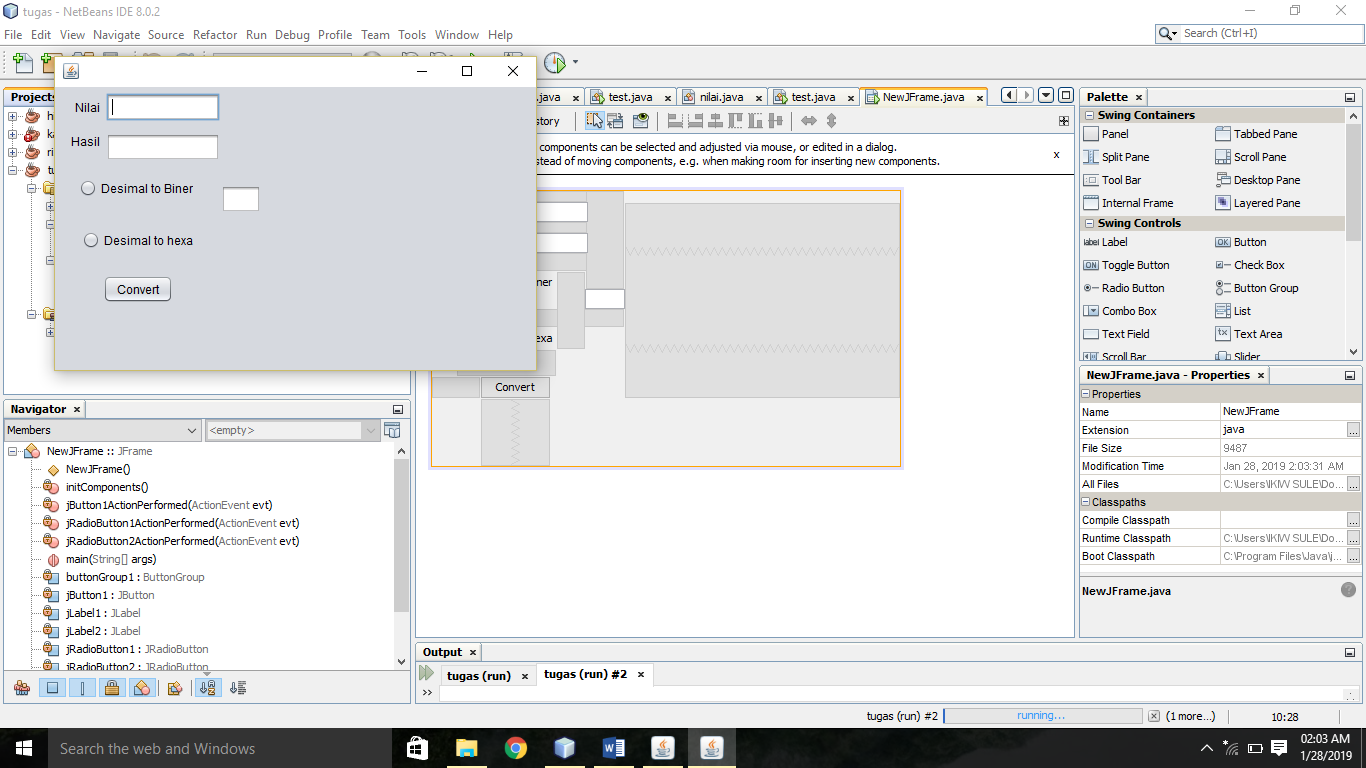 tugas - NetBeans IDE 8.0.2
File Edit View Navigate Source Refactor Run Debug Profile Team Tools Window Help
Search (Ctrl+I)
Nilai
Hasil
Desimal to Biner
Desimal to hexa
Convert
Projects
test.java
nilai.java
test.java
NewJFrame.java
components can be selected and adjusted via mouse, or edited in a dialog.
stead of moving components, e.g. when making room for inserting new components.
x
Convert
Palette
Swing Containers
Panel
Tabbed Pane
Split Pane
Scroll Pane
Tool Bar
Desktop Pane
Internal Frame
Layered Pane
Swing Controls
Label
Button
Toggle Button
Check Box
Radio Button
Button Group
Combo Box
List
Text Field
Text Area
Scroll Bar
Slider
NewJFrame.java - Properties
Properties
Name NewJFrame
Extension java
File Size 9487
Modification Time Jan 28, 2019 2:03:31 AM
All Files C:\Users\IKIW SULE\Do...
Classpaths
Compile Classpath
Runtime Classpath C:\Users\IKIW SULE\Do...
Boot Classpath C:\Program Files\Java\j...
NewJFrame.java
Navigator
Members
<empty>
NewJFrame :: JFrame
NewJFrame()
initComponents()
jButton1ActionPerformed(ActionEvent evt)
jRadioButton1ActionPerformed(ActionEvent evt)
jRadioButton2ActionPerformed(ActionEvent evt)
main(String[] args)
buttonGroup1 : ButtonGroup
jButton1 : JButton
jLabel1 : JLabel
jLabel2 : JLabel
jRadioButton1 : JRadioButton
jRadioButton2 : JRadioButton
Output
tugas (run)
tugas (run) #2
tugas (run) #2
running...
(1 more...)
10:28
Search the web and Windows
02:03 AM
1/28/2019